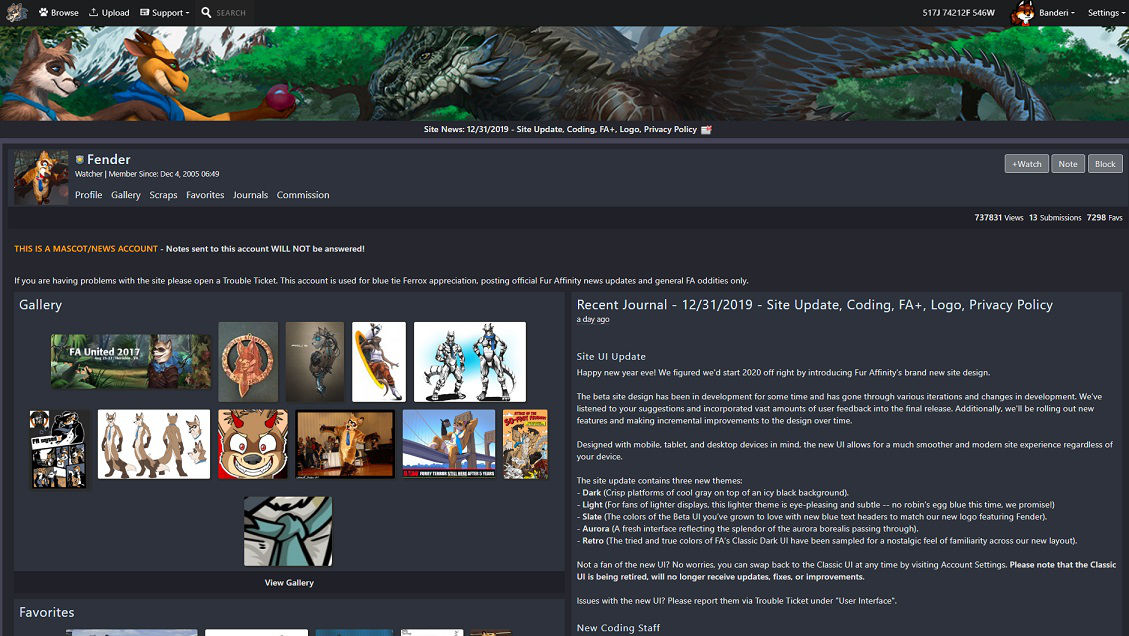 Browse Upload Support SEARCH 517J 74212F 546W Banderi Settings
Site News: 12/31/2019 - Site Update, Coding, FA+, Logo, Privacy Policy
Fender
Watcher | Member Since: Dec 4, 2005 06:49
+Watch Note Block
Profile Gallery Scraps Favorites Journals Commission
737831 Views 13 Submissions 7298 Favs
THIS IS A MASCOT/NEWS ACCOUNT - Notes sent to this account WILL NOT be answered!
If you are having problems with the site please open a Trouble Ticket. This account is used for blue tie Ferrox appreciation, posting official Fur Affinity news updates and general FA oddities only.
Gallery
FA United 2017
View Gallery
Favorites
Recent Journal - 12/31/2019 - Site Update, Coding, FA+, Logo, Privacy Policy
a day ago
Site UI Update
Happy new year eve! We figured we'd start 2020 off right by introducing Fur Affinity's brand new site design.
The beta site design has been in development for some time and has gone through various iterations and changes in development. We've
listened to your suggestions and incorporated vast amounts of user feedback into the final release. Additionally, we'll be rolling out new
features and making incremental improvements to the design over time.
Designed with mobile, tablet, and desktop devices in mind, the new UI allows for a much smoother and modern site experience regardless of
your device.
The site update contains three new themes:
- Dark (Crisp platforms of cool gray on top of an icy black background).
- Light (For fans of lighter displays, this lighter theme is eye-pleasing and subtle -- no robin's egg blue this time, we promise!)
- Slate (The colors of the Beta UI you've grown to love with new blue text headers to match our new logo featuring Fender).
- Aurora (A fresh interface reflecting the splendor of the aurora borealis passing through).
- Retro (The tried and true colors of FA's Classic Dark UI have been sampled for a nostalgic feel of familiarity across our new layout).
Not a fan of the new UI? No worries, you can swap back to the Classic UI at any time by visiting Account Settings. Please note that the Classic
UI is being retired, will no longer receive updates, fixes, or improvements.
Issues with the new UI? Please report them via Trouble Ticket under "User Interface".
New Coding Staff